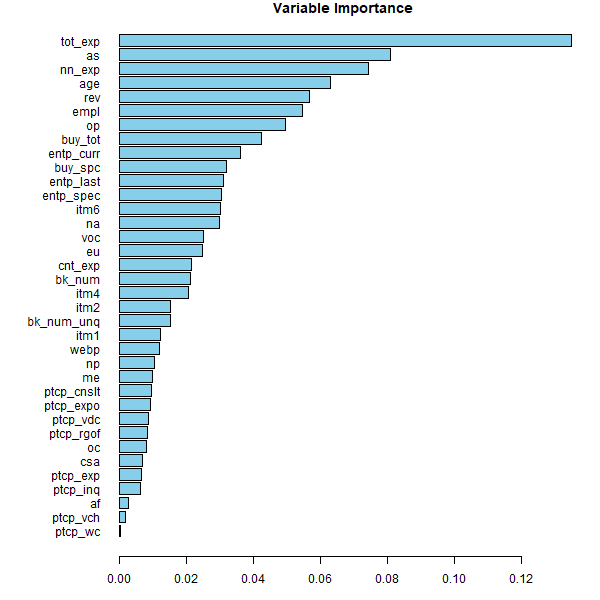 Variable Importance
tot_exp
as
nn_exp
age
rev
empl
op
buy_tot
entp_curr
buy_spc
entp_last
entp_spec
itm6
na
voc
eu
cnt_exp
bk_num
itm4
itm2
bk_num_unq
itm1
webp
np
me
ptcp_cnslt
ptcp_expo
ptcp_vdc
ptcp_rgof
oc
csa
ptcp_exp
ptcp_inq
af
ptcp_vch
ptcp_wc
0.00 0.02 0.04 0.06 0.08 0.10 0.12